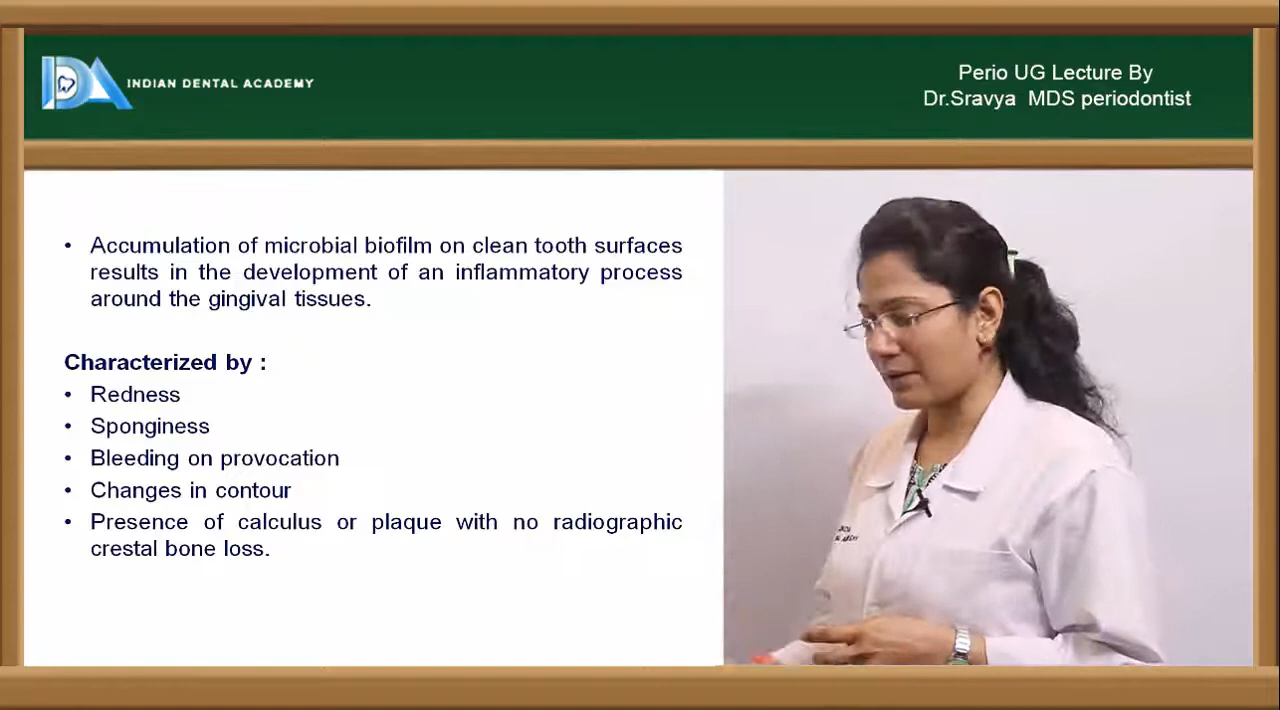 INDIAN DENTAL ACADEMY
Perio UG Lecture By
Dr.Sravya MDS periodontist
• Accumulation of microbial biofilm on clean tooth surfaces
results in the development of an inflammatory process
around the gingival tissues.
Characterized by :
• Redness
• Sponginess
• Bleeding on provocation
• Changes in contour
• Presence of calculus or plaque with no radiographic
crestal bone loss.